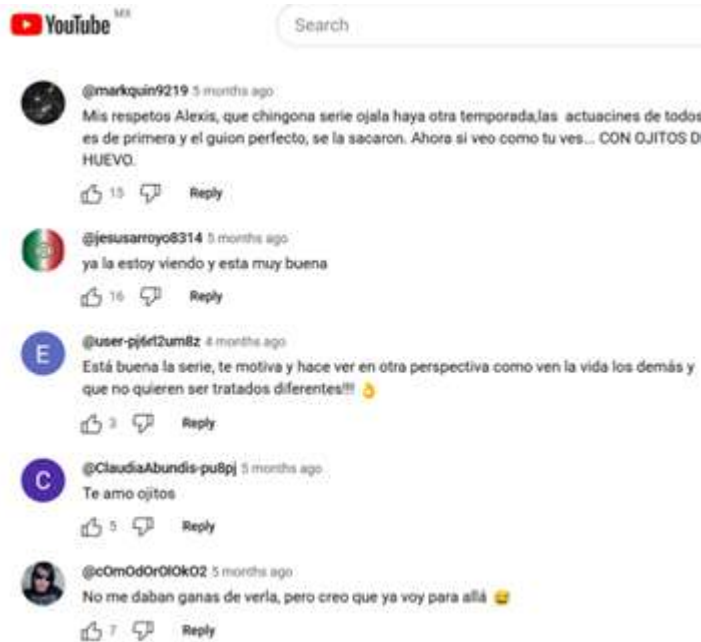 YouTube MX
Search
@markquin9219 5 months ago
Mis respetos Alexis, que chingona serie ojala haya otra temporada,las actuacines de todos
es de primera y el guion perfecto, se la sacaron. Ahora si veo como tu ves... CON OJITOS D
HUEVO.
15 Reply
@jesusarroyo8314 5 months ago
ya la estoy viendo y esta muy buena
16 Reply
E
@user-pj6rl2um8z 4 months ago
Está buena la serie, te motiva y hace ver en otra perspectiva como ven la vida los demás y
que no quieren ser tratados diferentes!!! 👌
3 Reply
C
@ClaudiaAbundis-pu8pj 5 months ago
Te amo ojitos
5 Reply
@cOmOdOrOlOkO2 5 months ago
No me daban ganas de verla, pero creo que ya voy para allá 😅
7 Reply